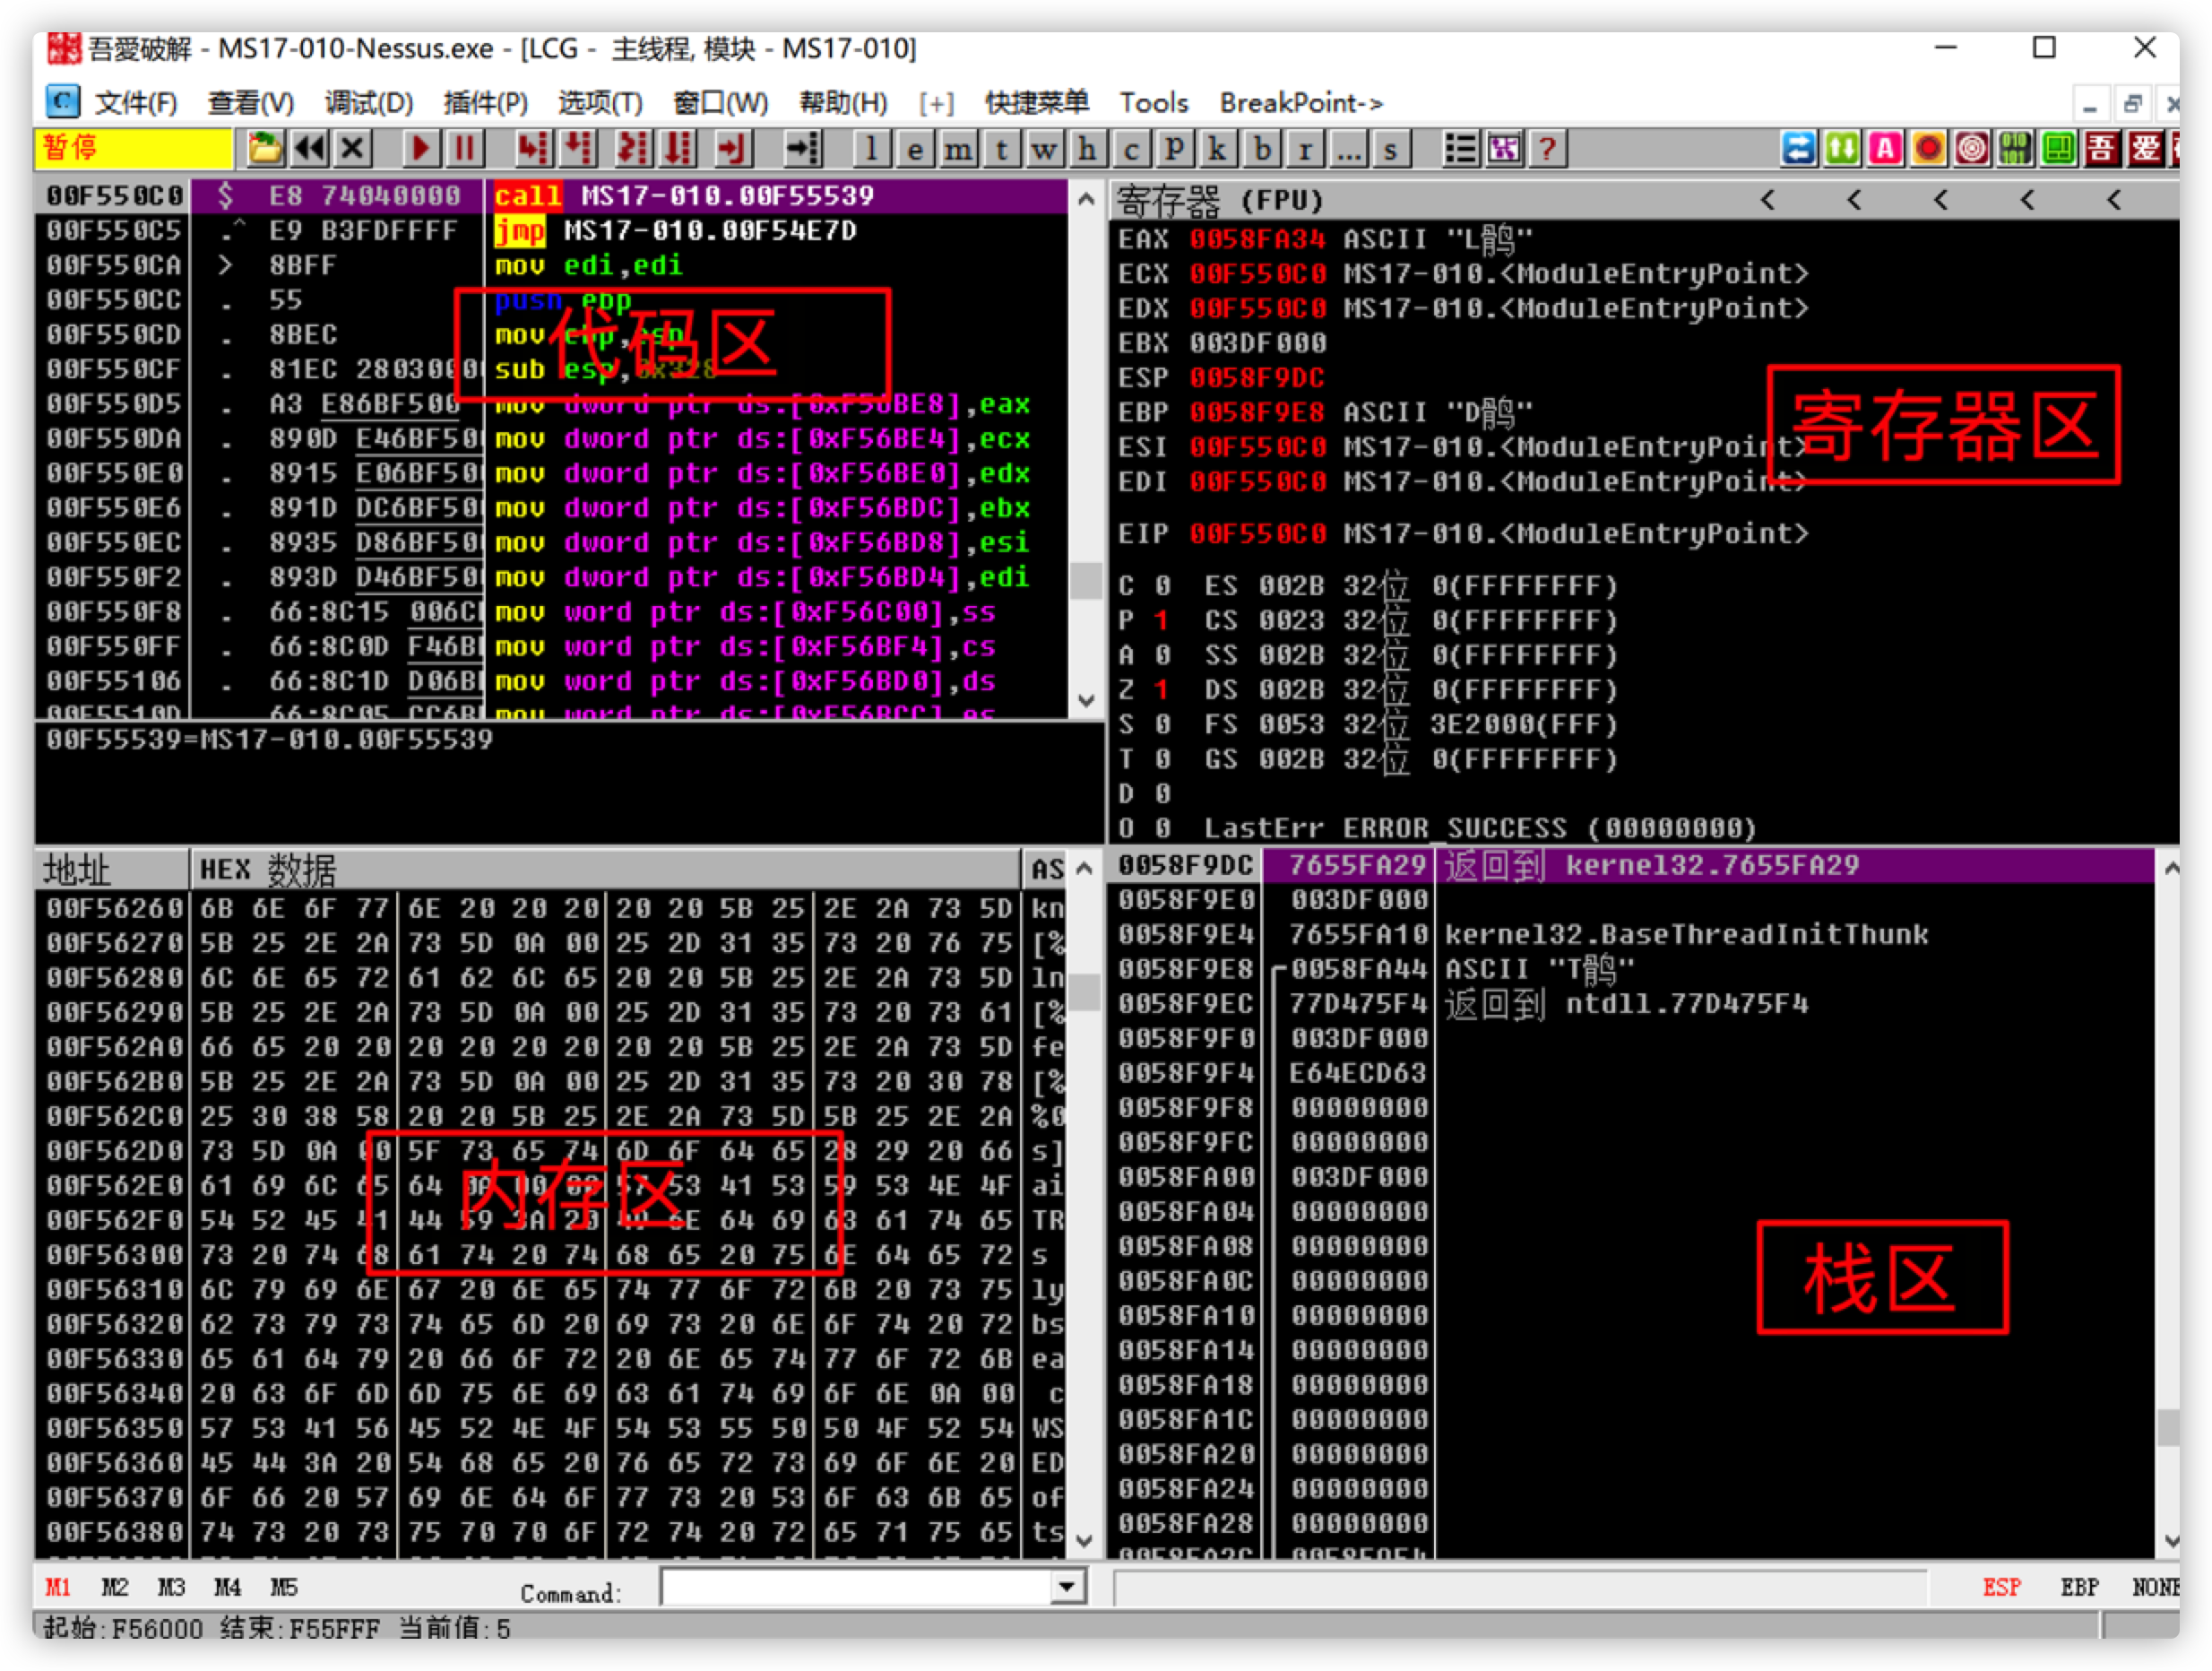 吾愛破解 - MS17-010-Nessus.exe - [LCG - 主线程, 模块 - MS17-010]
C 文件(F) 查看(V) 调试(D) 插件(P) 选项(T) 窗口(W) 帮助(H) [+] 快捷菜单 Tools BreakPoint->
暂停 l e m t w h c p k b r ... s ? A 吾 爱
00F550C0 $ E8 74040000 call MS17-010.00F55539
00F550C5 .^ E9 B3FDFFFF jmp MS17-010.00F54E7D
00F550CA > 8BFF mov edi,edi
00F550CC . 55 push ebp
00F550CD . 8BEC mov ebp,esp
00F550CF . 81EC 2803000 sub esp,0x328
代码区
00F550D5 . A3 E86BF500 mov dword ptr ds:[0xF56BE8],eax
00F550DA . 890D E46BF50 mov dword ptr ds:[0xF56BE4],ecx
00F550E0 . 8915 E06BF50 mov dword ptr ds:[0xF56BE0],edx
00F550E6 . 891D DC6BF50 mov dword ptr ds:[0xF56BDC],ebx
00F550EC . 8935 D86BF50 mov dword ptr ds:[0xF56BD8],esi
00F550F2 . 893D D46BF50 mov dword ptr ds:[0xF56BD4],edi
00F550F8 . 66:8C15 006C mov word ptr ds:[0xF56C00],ss
00F550FF . 66:8C0D F46B mov word ptr ds:[0xF56BF4],cs
00F55106 . 66:8C1D D06B mov word ptr ds:[0xF56BD0],ds
00F5510D . 66:8C05 CC6B mov word ptr ds:[0xF56BCC],es
00F55539=MS17-010.00F55539
寄存器 (FPU) < < < < <
EAX 0058FA34 ASCII "L鹘"
ECX 00F550C0 MS17-010.<ModuleEntryPoint>
EDX 00F550C0 MS17-010.<ModuleEntryPoint>
EBX 003DF000
ESP 0058F9DC
EBP 0058F9E8 ASCII "D鹘"
ESI 00F550C0 MS17-010.<ModuleEntryPoint>
EDI 00F550C0 MS17-010.<ModuleEntryPoint>
寄存器区
EIP 00F550C0 MS17-010.<ModuleEntryPoint>
C 0 ES 002B 32位 0(FFFFFFFF)
P 1 CS 0023 32位 0(FFFFFFFF)
A 0 SS 002B 32位 0(FFFFFFFF)
Z 1 DS 002B 32位 0(FFFFFFFF)
S 0 FS 0053 32位 3E2000(FFF)
T 0 GS 002B 32位 0(FFFFFFFF)
D 0
O 0 LastErr ERROR_SUCCESS (00000000)
地址 HEX 数据 AS
00F56260 6B 6E 6F 77 6E 20 20 20 20 20 5B 25 2E 2A 73 5D kn
00F56270 5B 25 2E 2A 73 5D 0A 00 25 2D 31 35 73 20 76 75 [%
00F56280 6C 6E 65 72 61 62 6C 65 20 20 5B 25 2E 2A 73 5D ln
00F56290 5B 25 2E 2A 73 5D 0A 00 25 2D 31 35 73 20 73 61 [%
00F562A0 66 65 20 20 20 20 20 20 20 20 5B 25 2E 2A 73 5D fe
00F562B0 5B 25 2E 2A 73 5D 0A 00 25 2D 31 35 73 20 30 78 [%
00F562C0 25 30 38 58 20 20 5B 25 2E 2A 73 5D 5B 25 2E 2A %0
00F562D0 73 5D 0A 00 5F 73 65 74 6D 6F 64 65 28 29 20 66 s]
00F562E0 61 69 6C 65 64 0A 00 00 57 53 41 53 59 53 4E 4F ai
内存区
00F562F0 54 52 45 41 44 59 3A 20 49 6E 64 69 63 61 74 65 TR
00F56300 73 20 74 68 61 74 20 74 68 65 20 75 6E 64 65 72 s
00F56310 6C 79 69 6E 67 20 6E 65 74 77 6F 72 6B 20 73 75 ly
00F56320 62 73 79 73 74 65 6D 20 69 73 20 6E 6F 74 20 72 bs
00F56330 65 61 64 79 20 66 6F 72 20 6E 65 74 77 6F 72 6B ea
00F56340 20 63 6F 6D 6D 75 6E 69 63 61 74 69 6F 6E 0A 00 c
00F56350 57 53 41 56 45 52 4E 4F 54 53 55 50 50 4F 52 54 WS
00F56360 45 44 3A 20 54 68 65 20 76 65 72 73 69 6F 6E 20 ED
00F56370 6F 66 20 57 69 6E 64 6F 77 73 20 53 6F 63 6B 65 of
00F56380 74 73 20 73 75 70 70 6F 72 74 20 72 65 71 75 65 ts
0058F9DC 7655FA29 返回到 kernel32.7655FA29
0058F9E0 003DF000
0058F9E4 7655FA10 kernel32.BaseThreadInitThunk
0058F9E8 0058FA44 ASCII "T鹘"
0058F9EC 77D475F4 返回到 ntdll.77D475F4
0058F9F0 003DF000
0058F9F4 E64ECD63
0058F9F8 00000000
0058F9FC 00000000
0058FA00 003DF000
0058FA04 00000000
0058FA08 00000000
0058FA0C 00000000
栈区
0058FA10 00000000
0058FA14 00000000
0058FA18 00000000
0058FA1C 00000000
0058FA20 00000000
0058FA24 00000000
0058FA28 00000000
0058FA2C
M1 M2 M3 M4 M5 Command: ESP EBP NONE
起始:F56000 结束:F55FFF 当前值:5